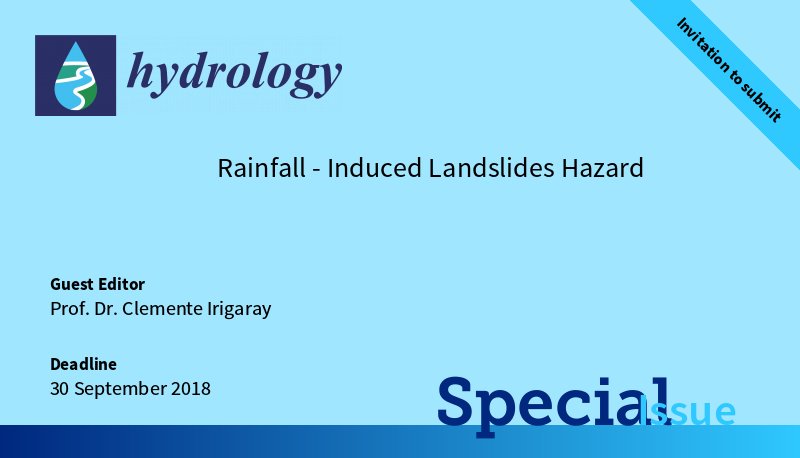 hydrology
Invitation to submit
Rainfall - Induced Landslides Hazard
Guest Editor
Prof. Dr. Clemente Irigaray
Deadline
30 September 2018
Special Issue